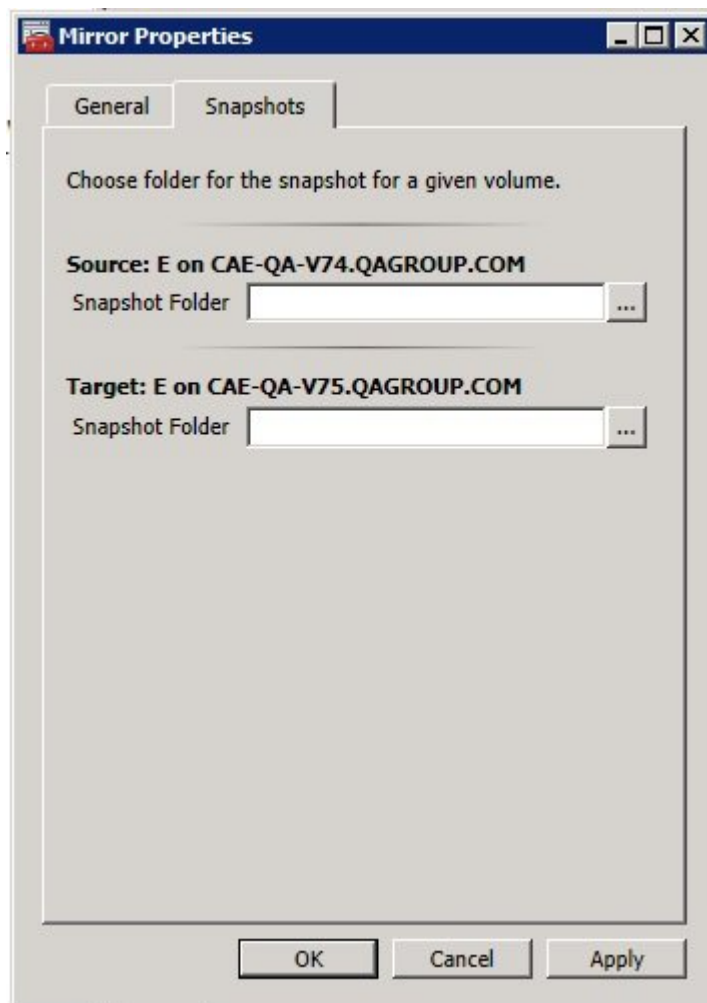 Mirror Properties
General Snapshots
Choose folder for the snapshot for a given volume.
Source: E on CAE-QA-V74.QAGROUP.COM
Snapshot Folder ...
Target: E on CAE-QA-V75.QAGROUP.COM
Snapshot Folder ...
OK Cancel Apply